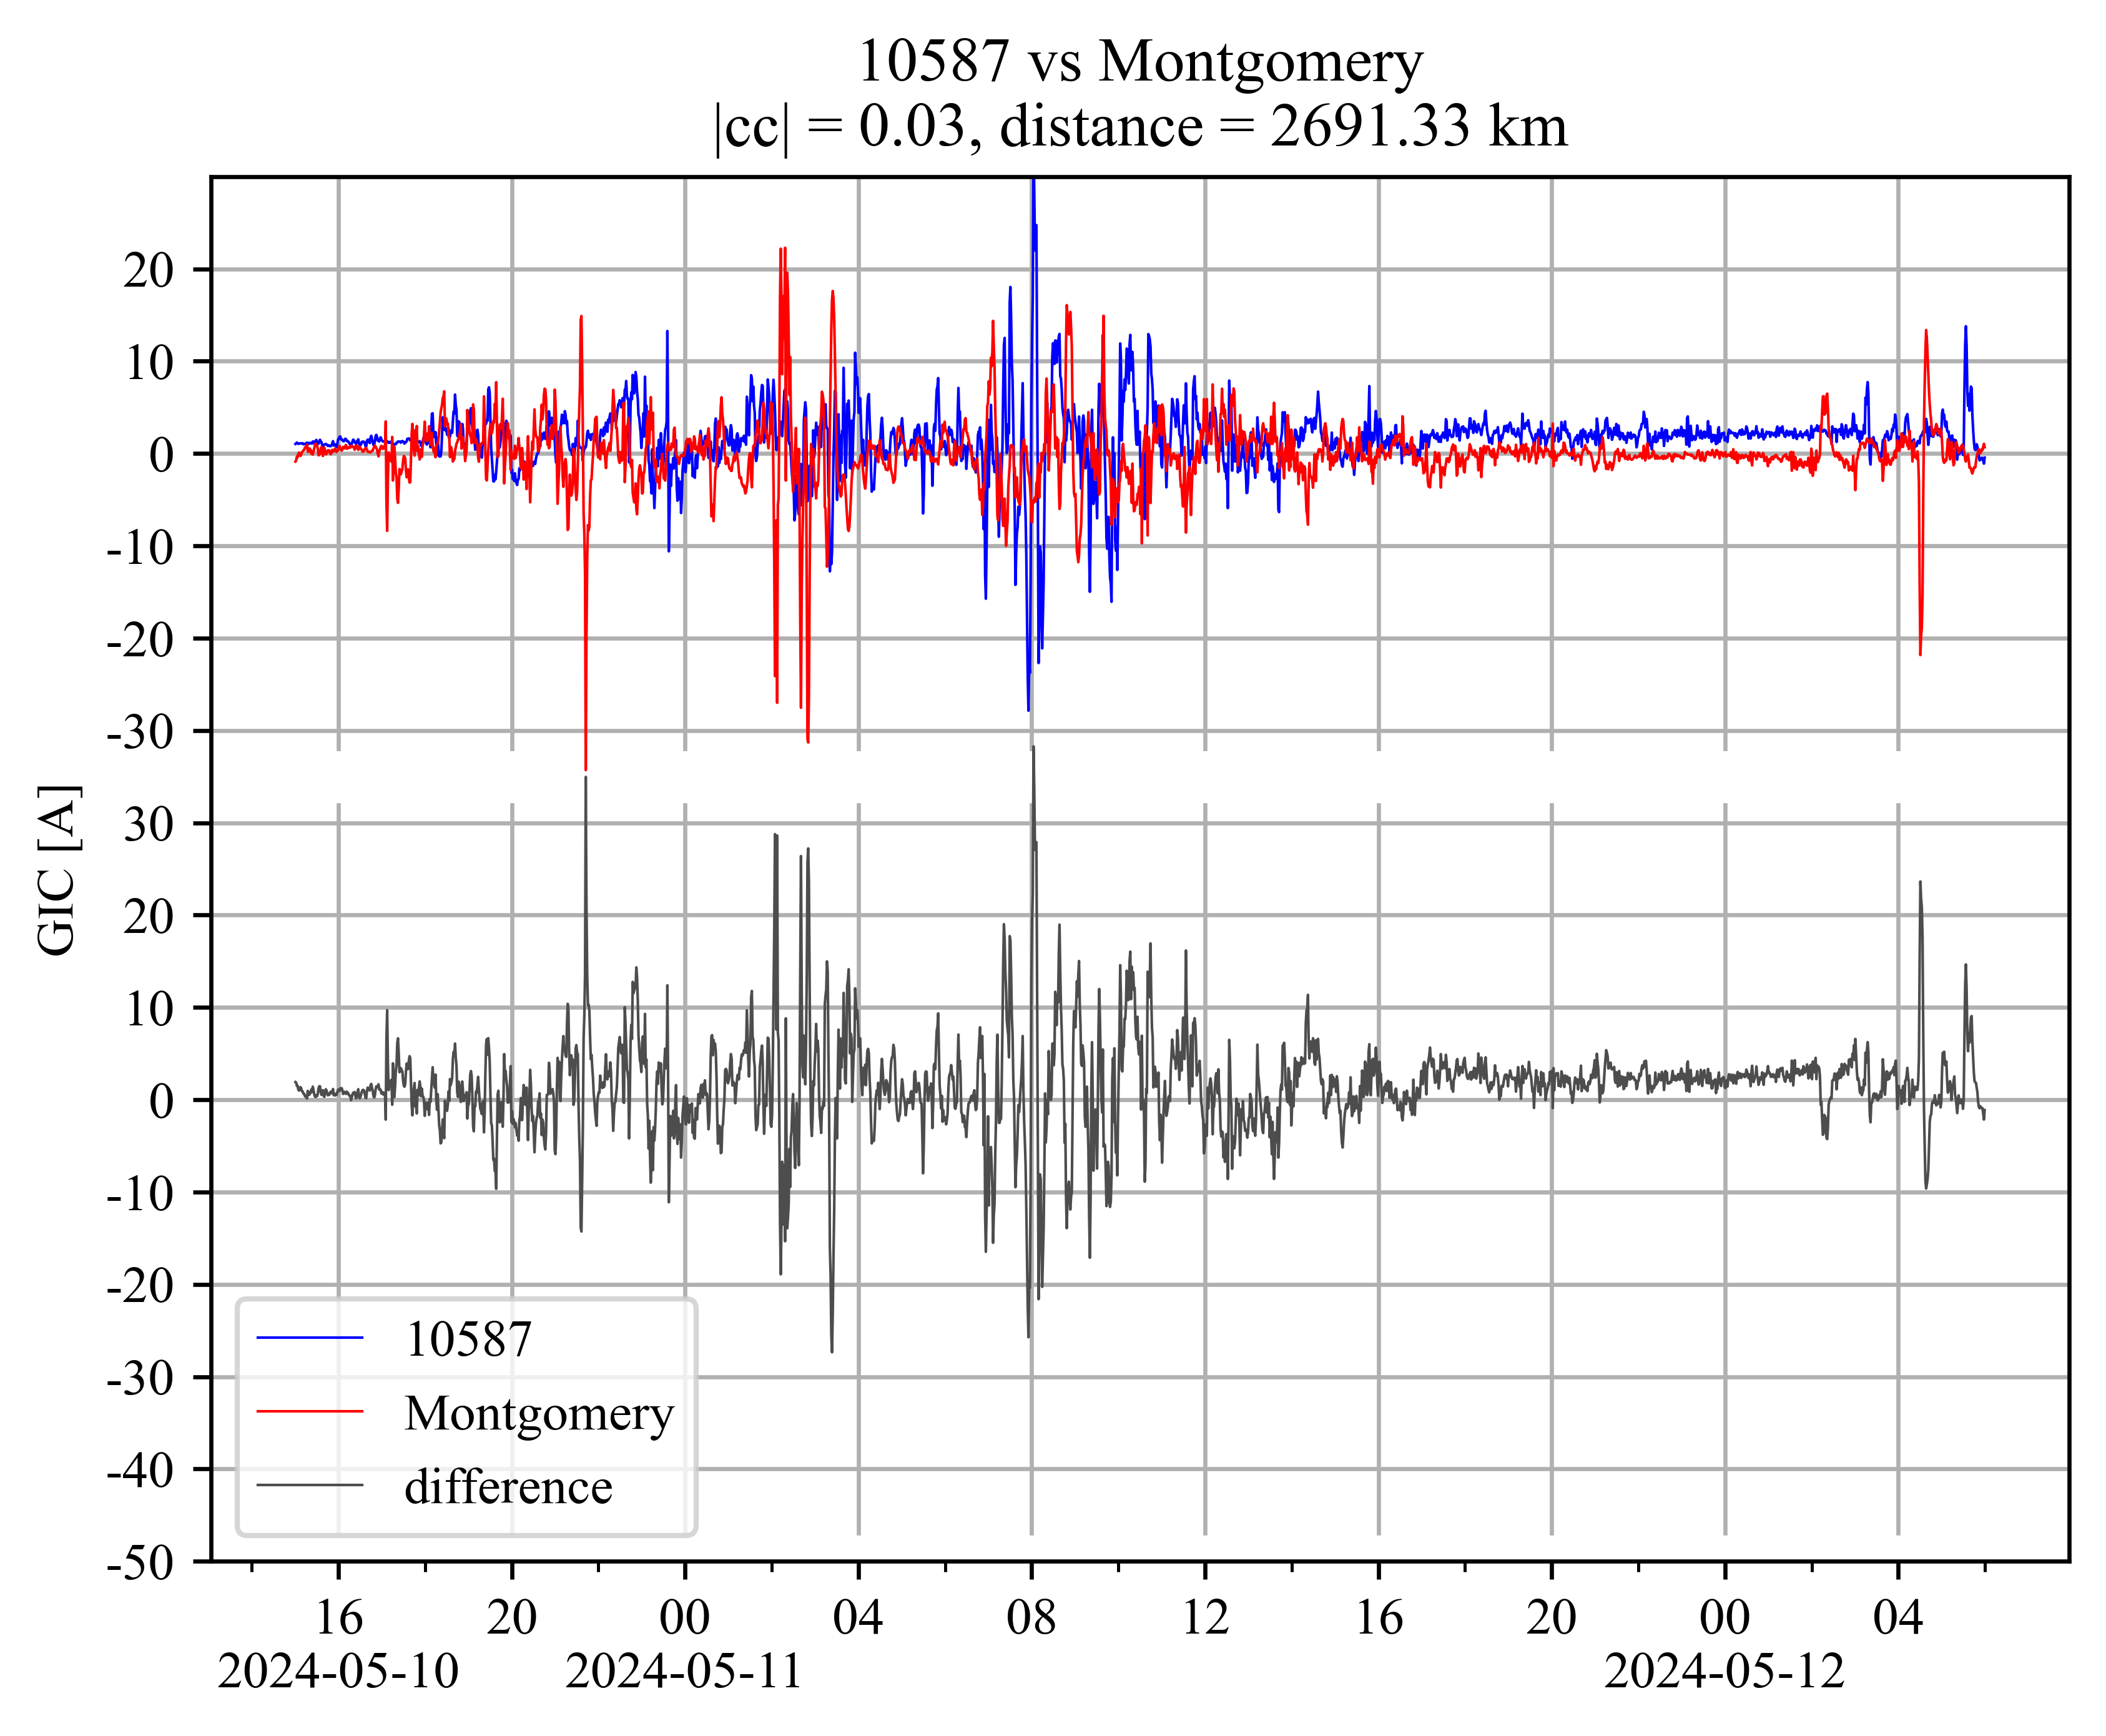 10587 vs Montgomery
|cc| = 0.03, distance = 2691.33 km
GIC [A]
20
10
0
-10
-20
-30
30
20
10
0
-10
-20
-30
-40
-50
10587
Montgomery
difference
16 20 00 04 08 12 16 20 00 04
2024-05-10 2024-05-11 2024-05-12